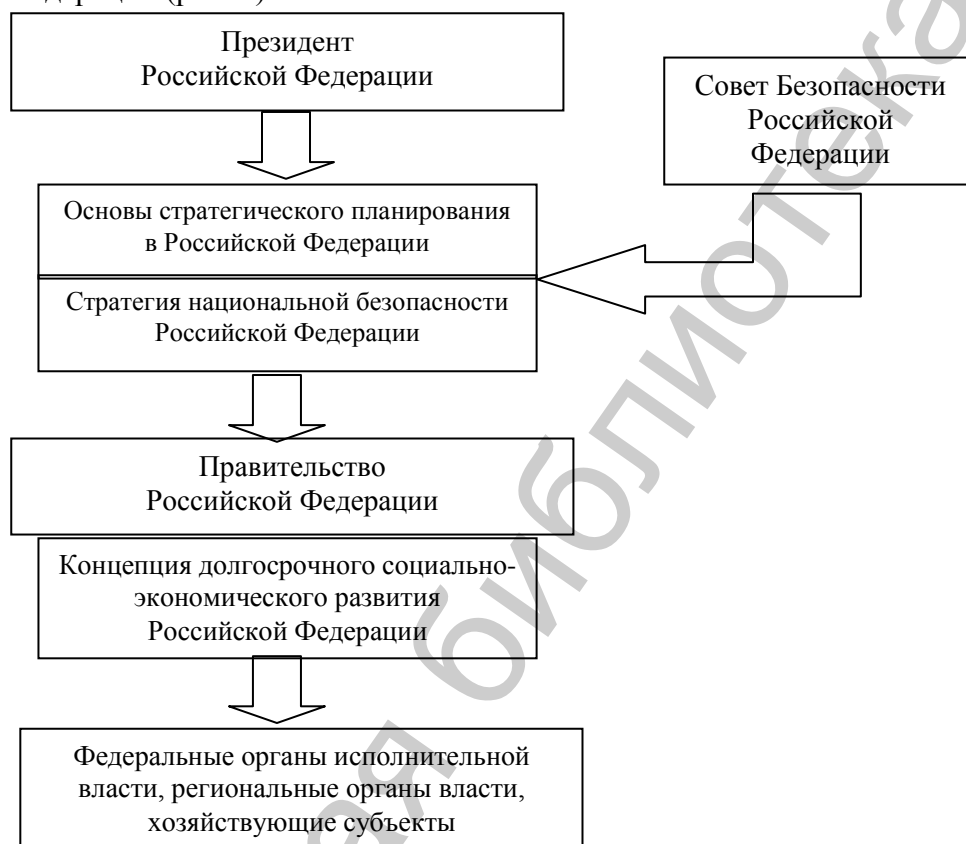 Президент
Российской Федерации
Совет Безопасности
Российской
Федерации
Основы стратегического планирования
в Российской Федерации
Стратегия национальной безопасности
Российской Федерации
Правительство
Российской Федерации
Концепция долгосрочного социально-
экономического развития
Российской Федерации
Федеральные органы исполнительной
власти, региональные органы власти,
хозяйствующие субъекты
библиотека